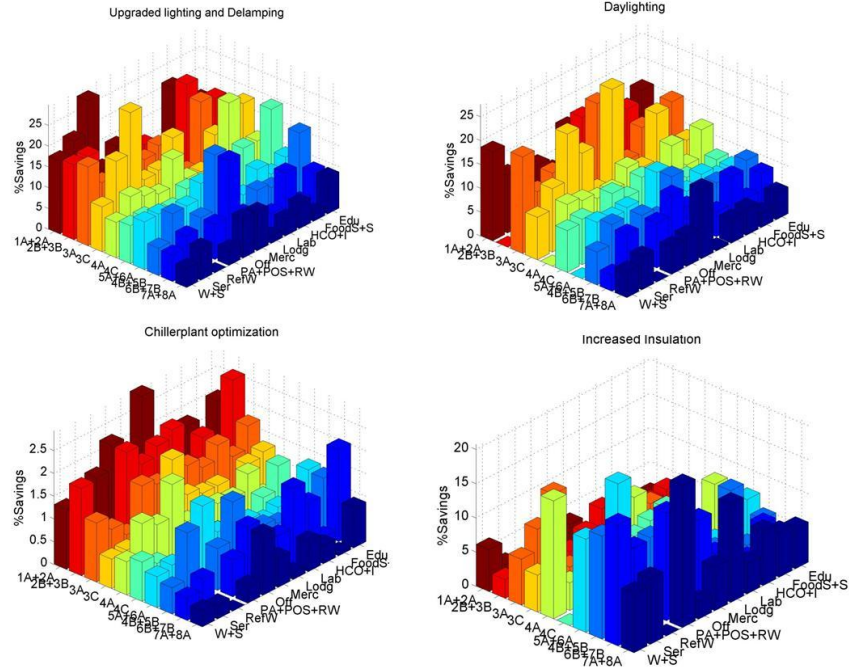 Upgraded lighting and Delamping
%Savings
25
20
15
10
5
0
1A+2A
2B+3B
3A
3C
4A
4C
5A+6A
4B+5B
6B+7B
7A+8A
W+S
Ser
RefW
PA+POS+RW
Off
Merc
Lodg
Lab
HCO+I
FoodS+S
Edu
Daylighting
%Savings
25
20
15
10
5
0
1A+2A
2B+3B
3A
3C
4A
4C
5A+6A
4B+5B
6B+7B
7A+8A
W+S
Ser
RefW
PA+POS+RW
Off
Merc
Lodg
Lab
HCO+I
FoodS+S
Edu
Chillerplant optimization
%Savings
2.5
2
1.5
1
0.5
0
1A+2A
2B+3B
3A
3C
4A
4C
5A+6A
4B+5B
6B+7B
7A+8A
W+S
Ser
RefW
PA+POS+RW
Off
Merc
Lodg
Lab
HCO+I
FoodS
Edu
Increased Insulation
%Savings
20
15
10
5
0
1A+2A
2B+3B
3A
3C
4A
4C
5A+6A
4B+5B
6B+7B
7A+8A
W+S
Ser
RefW
PA+POS+RW
Off
Merc
Lodg
Lab
HCO+I
FoodS+S
Edu